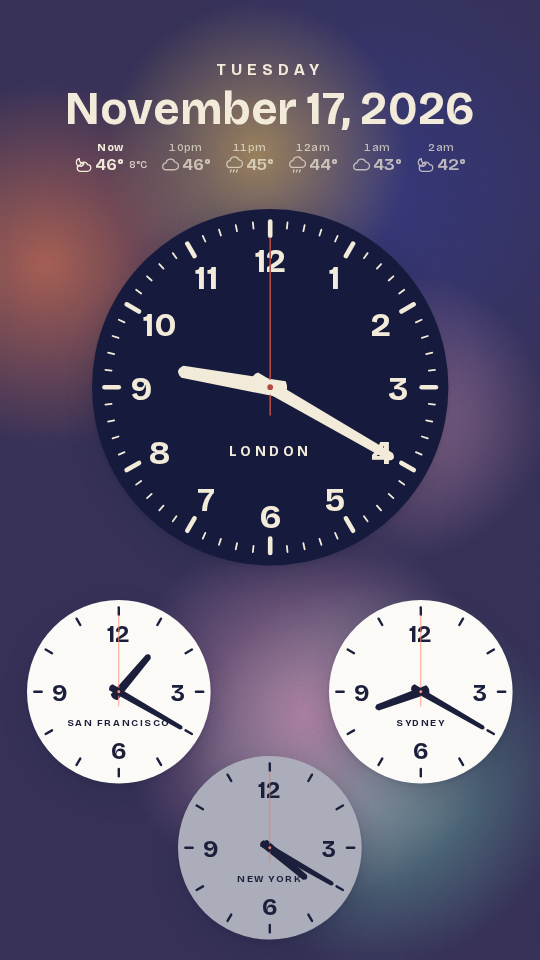 TUESDAY
November 17, 2026
Now 10pm 11pm 12am 1am 2am
46° 8°C 46° 45° 44° 43° 42°
12
11 1
10 2
9 3
8 4
7 5
6
LONDON
12
9 3
6
SAN FRANCISCO
12
9 3
6
SYDNEY
12
9 3
6
NEW YORK